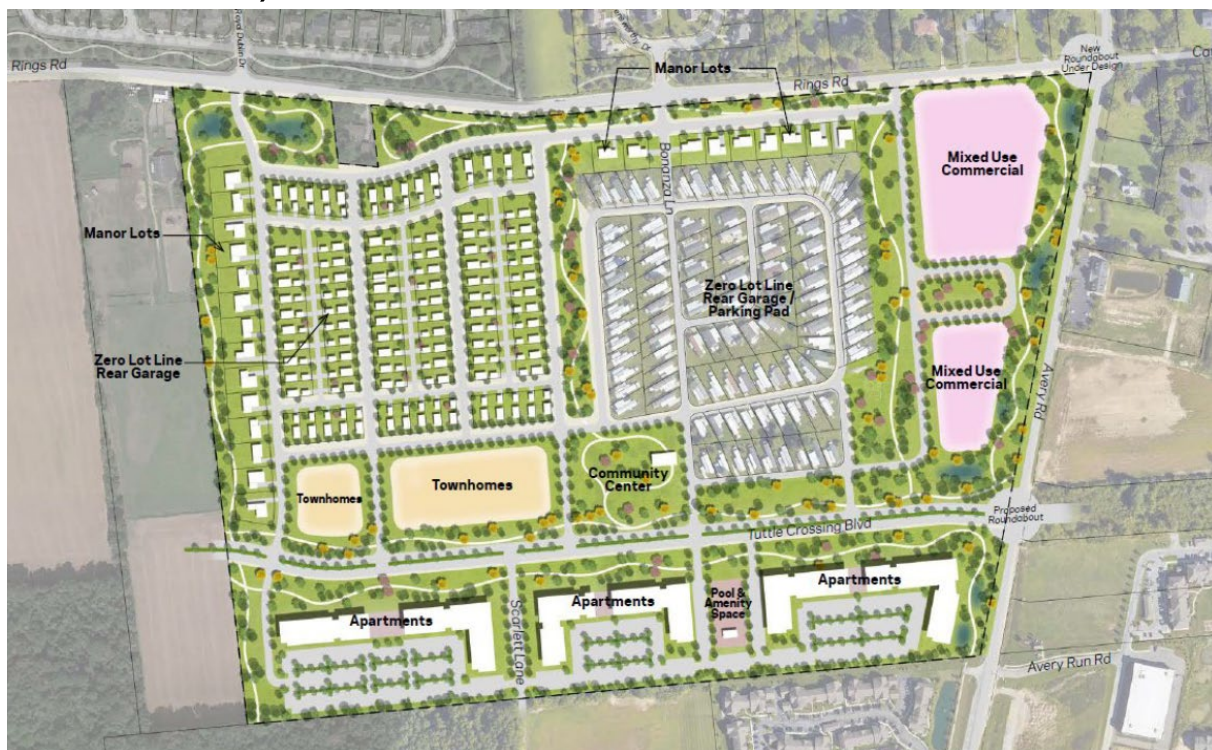 Rings Rd
Manor Lots
Rings Rd
New
Roundabout
Under Design
Bonanza Ln
Mixed Use
Commercial
Manor Lots
Zero Lot Line
Rear Garage /
Parking Pad
Zero Lot Line
Rear Garage
Mixed Use
Commercial
Avery Rd
Townhomes
Townhomes
Community
Center
Tuttle Crossing Blvd
Proposed
Roundabout
Apartments
Scarlett Lane
Apartments
Pool &
Amenity
Space
Apartments
Avery Run Rd